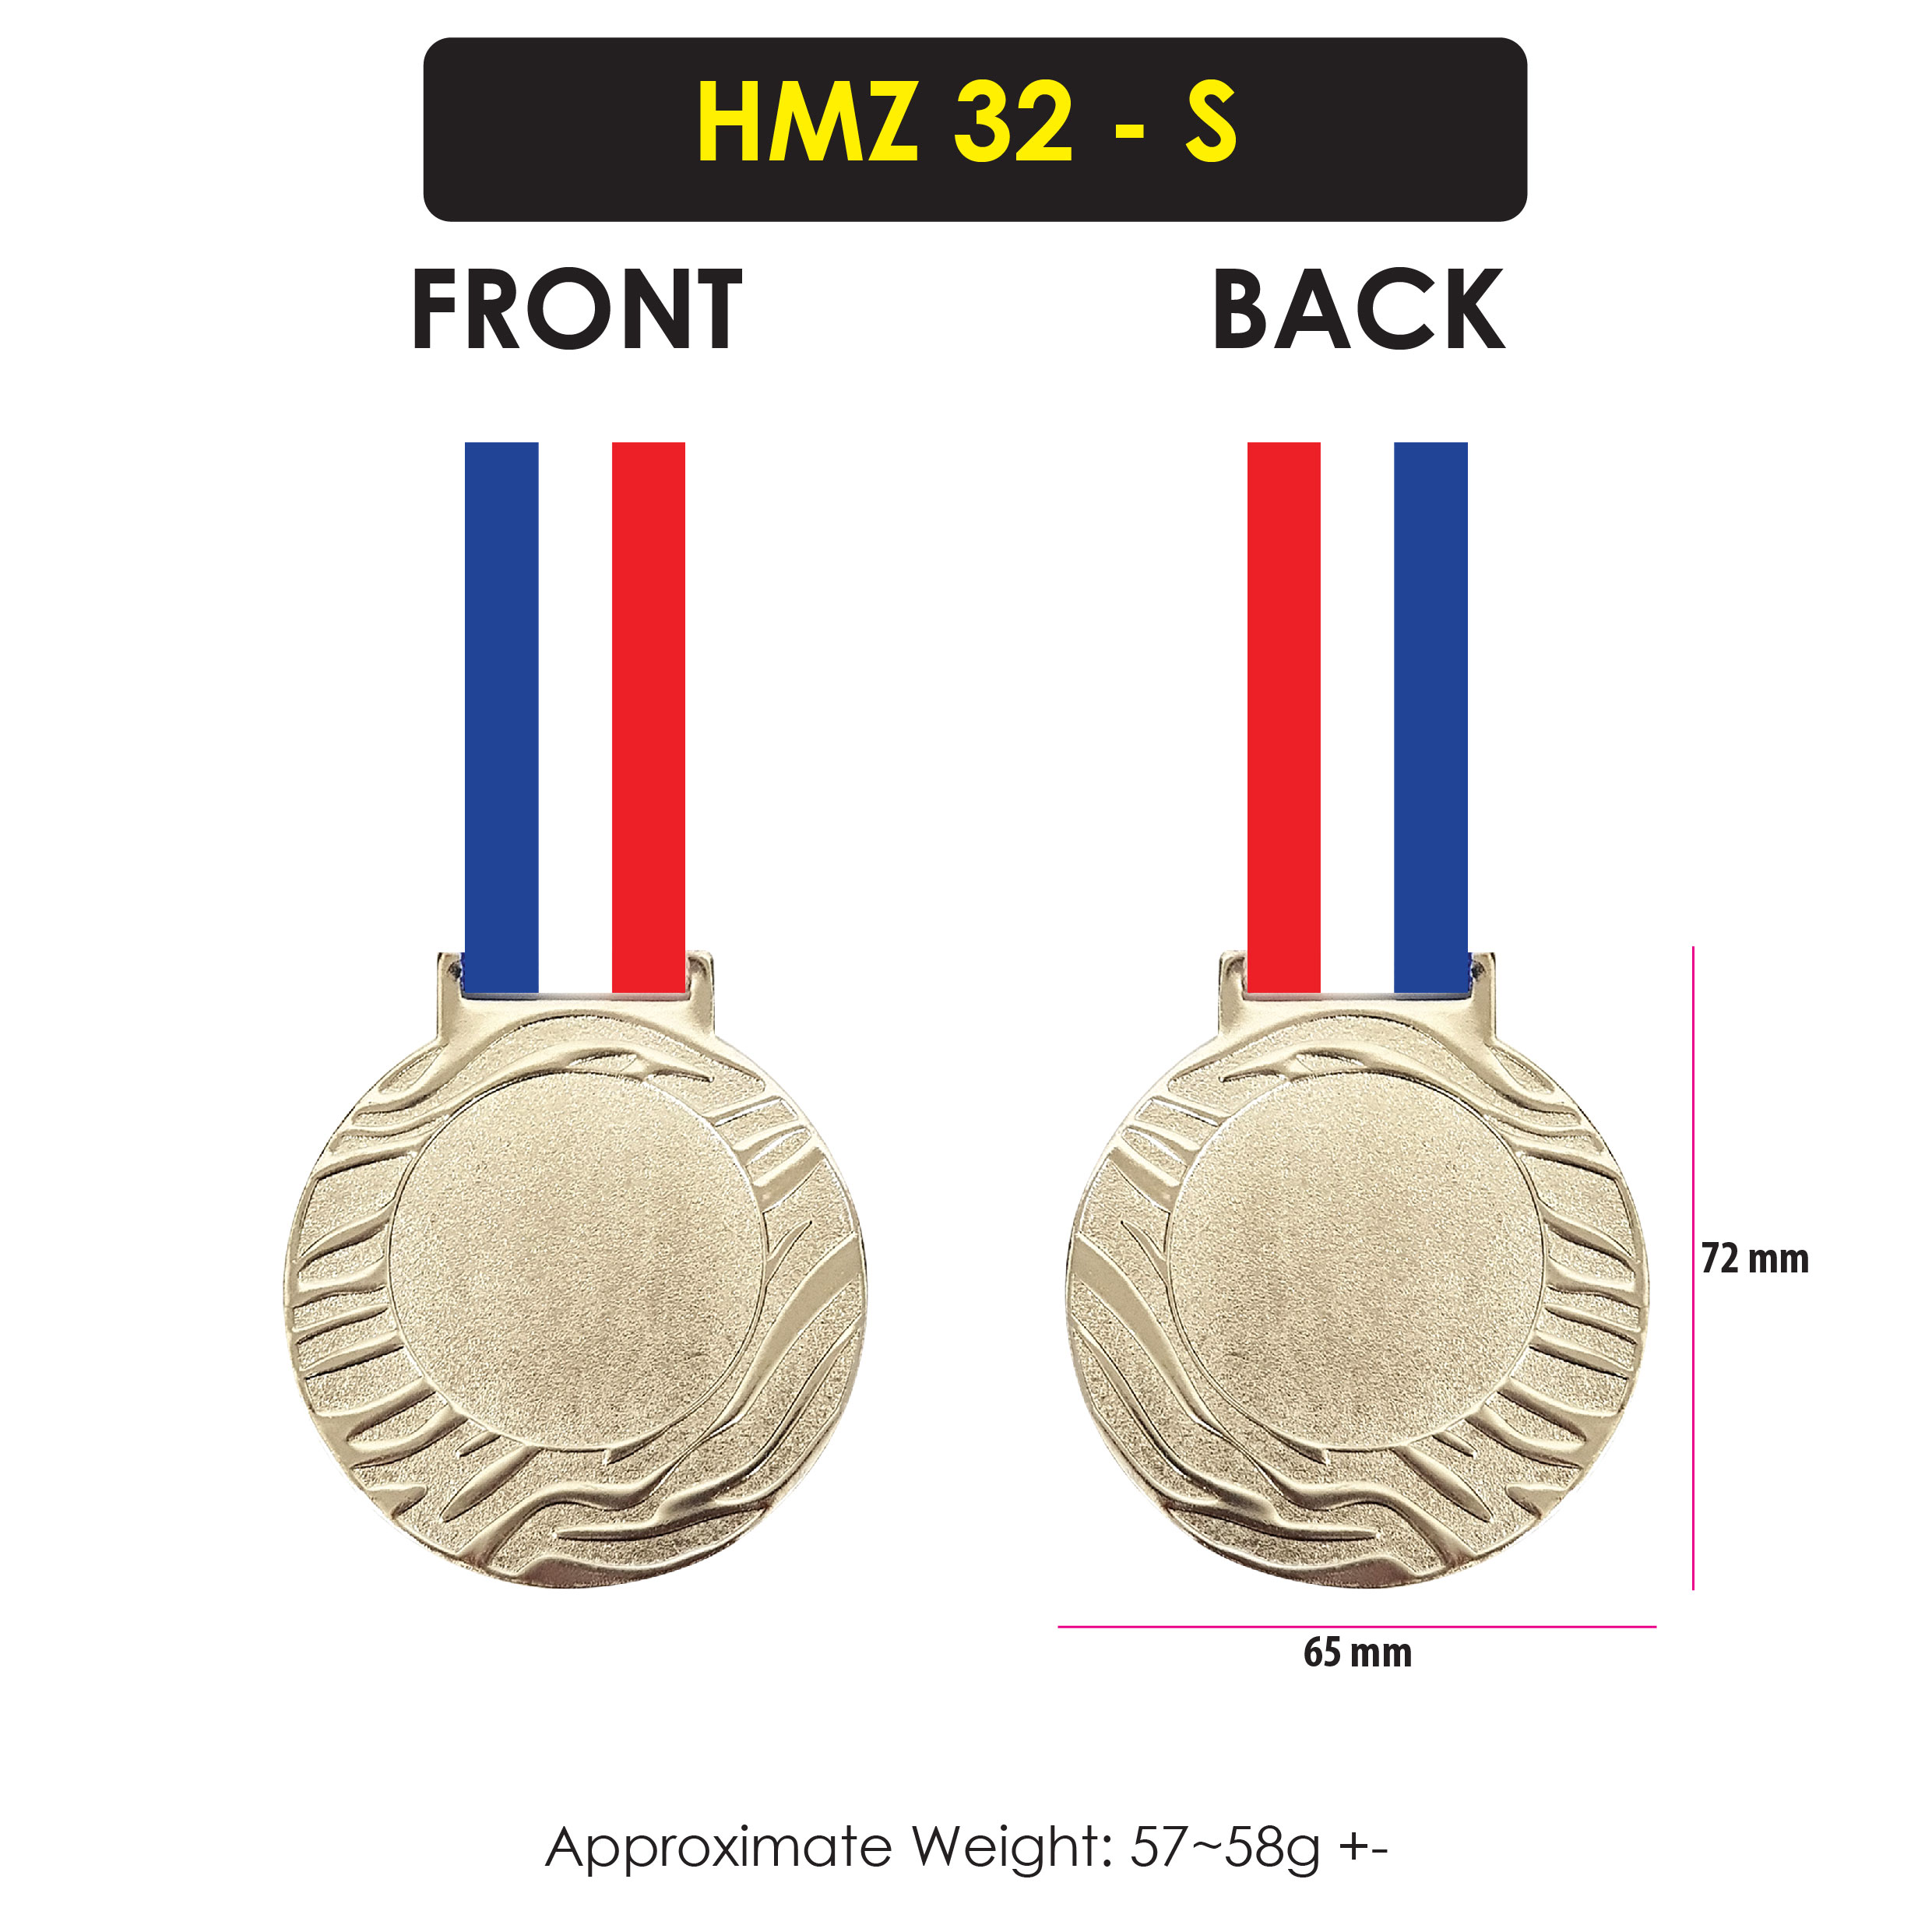 HMZ 32 - S
FRONT
BACK
72 mm
65 mm
Approximate Weight: 57~58g +-